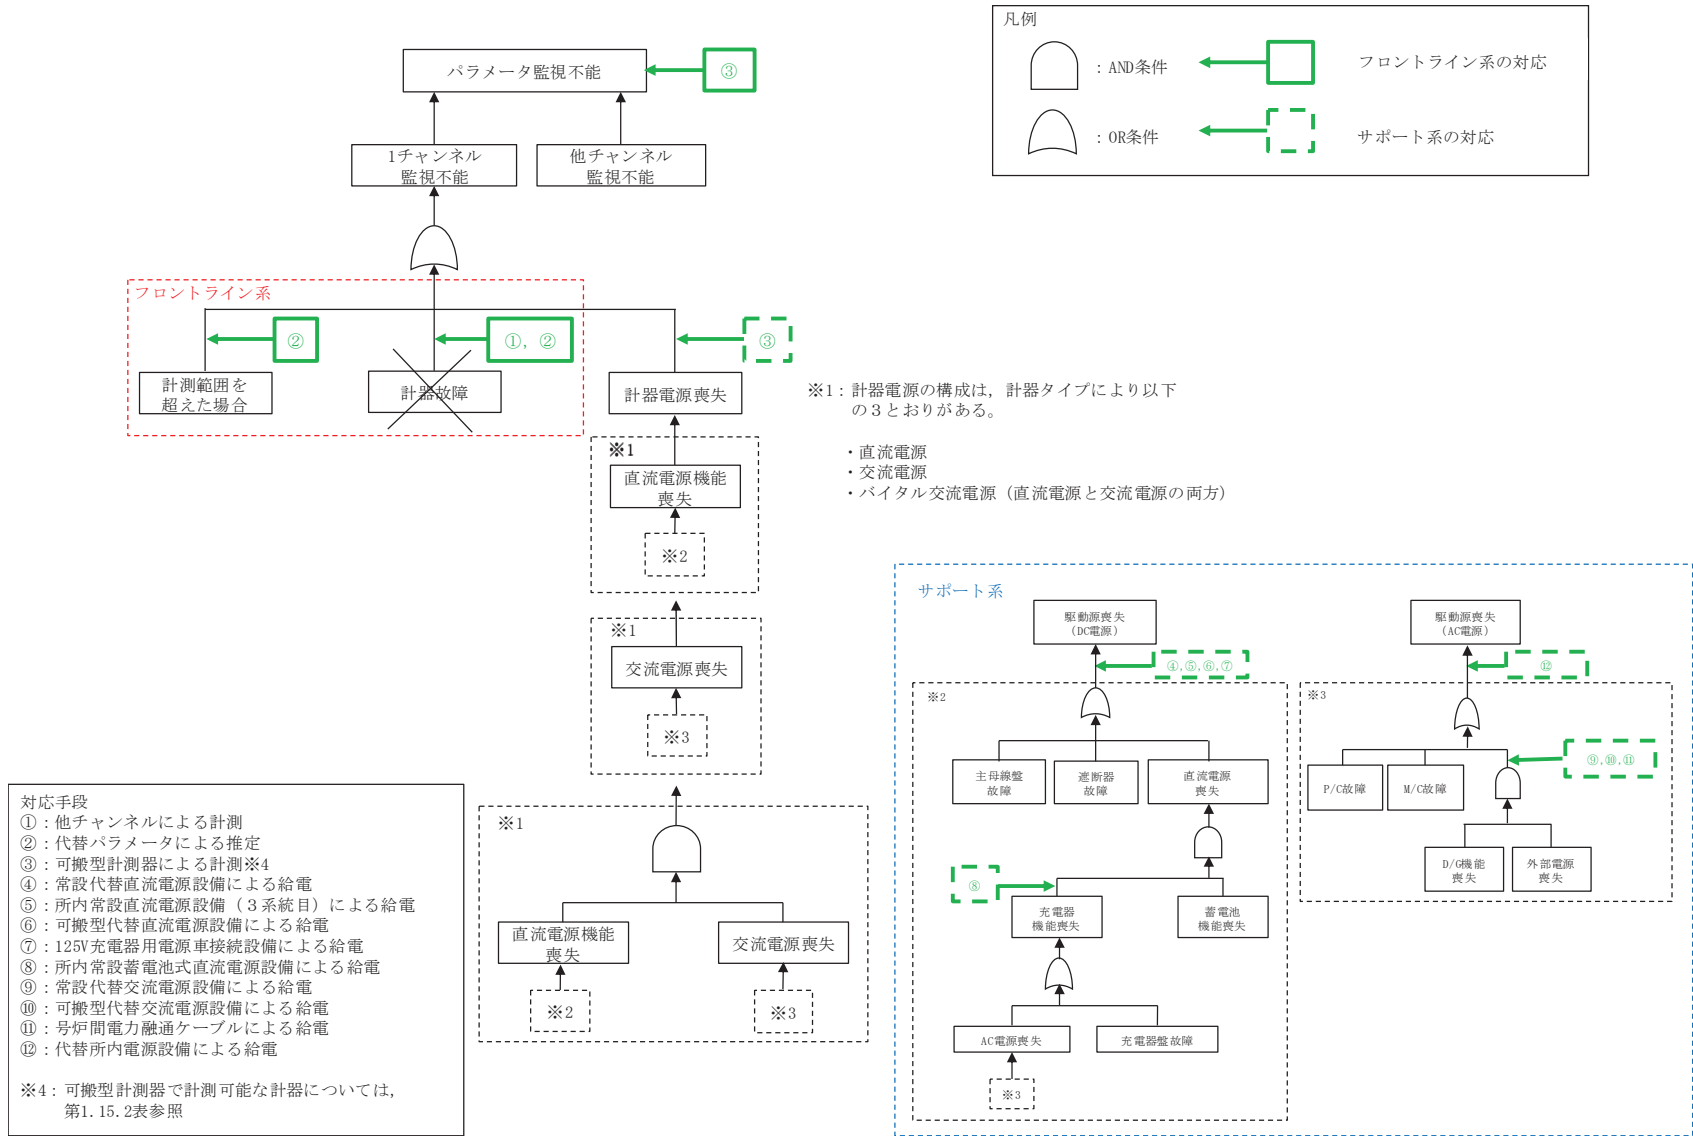 凡例
：AND条件
フロントライン系の対応
：OR条件
サポート系の対応
パラメータ監視不能
③
1チャンネル
監視不能
他チャンネル
監視不能
フロントライン系
②
①，②
③
計測範囲を
超えた場合
計器故障
計器電源喪失
※1：計器電源の構成は，計器タイプにより以下
の３とおりがある。
・直流電源
・交流電源
・バイタル交流電源（直流電源と交流電源の両方）
※1
直流電源機能
喪失
※2
※1
交流電源喪失
※3
※1
直流電源機能
喪失
※2
交流電源喪失
※3
サポート系
駆動源喪失
（DC電源）
④,⑤,⑥,⑦
※2
主母線盤
故障
遮断器
故障
直流電源
喪失
⑧
充電器
機能喪失
蓄電池
機能喪失
AC電源喪失
充電器盤故障
※3
駆動源喪失
（AC電源）
⑫
※3
⑨,⑩,⑪
P/C故障
M/C故障
D/G機能
喪失
外部電源
喪失
対応手段
①：他チャンネルによる計測
②：代替パラメータによる推定
③：可搬型計測器による計測※4
④：常設代替直流電源設備による給電
⑤：所内常設直流電源設備（３系統目）による給電
⑥：可搬型代替直流電源設備による給電
⑦：125V充電器用電源車接続設備による給電
⑧：所内常設蓄電池式直流電源設備による給電
⑨：常設代替交流電源設備による給電
⑩：可搬型代替交流電源設備による給電
⑪：号炉間電力融通ケーブルによる給電
⑫：代替所内電源設備による給電
※4：可搬型計測器で計測可能な計器については，
第1.15.2表参照